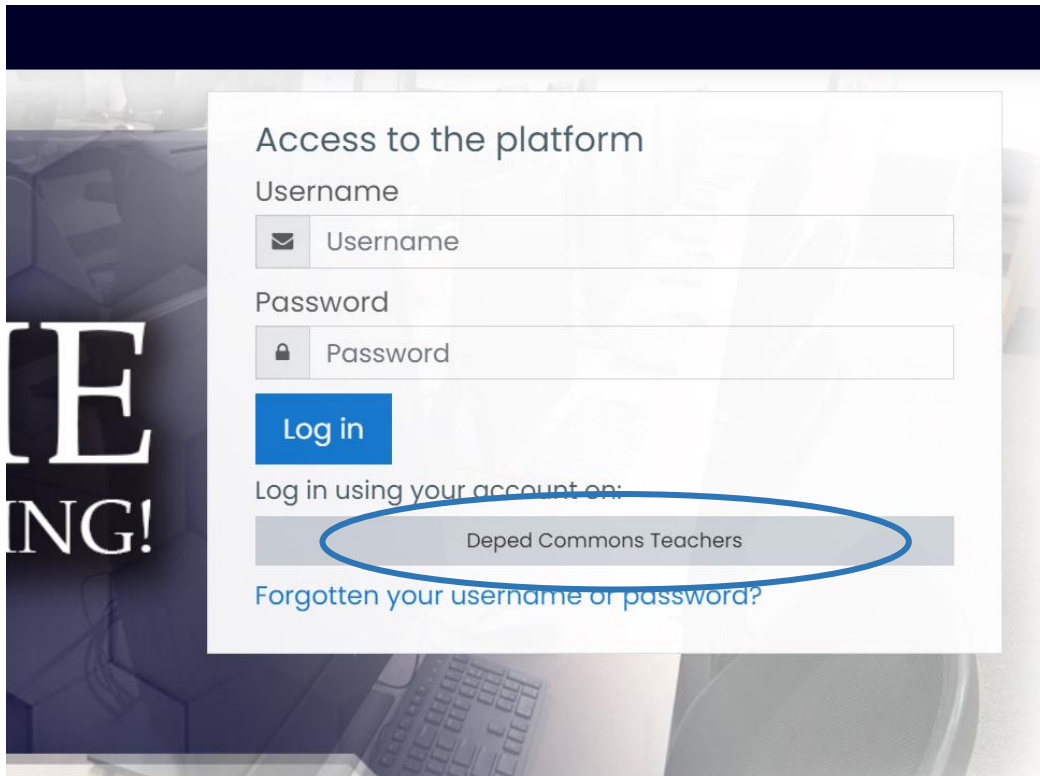 Access to the platform
Username
Username
Password
Password
Log in
Log in using your account on:
Deped Commons Teachers
Forgotten your username or password?
ING!